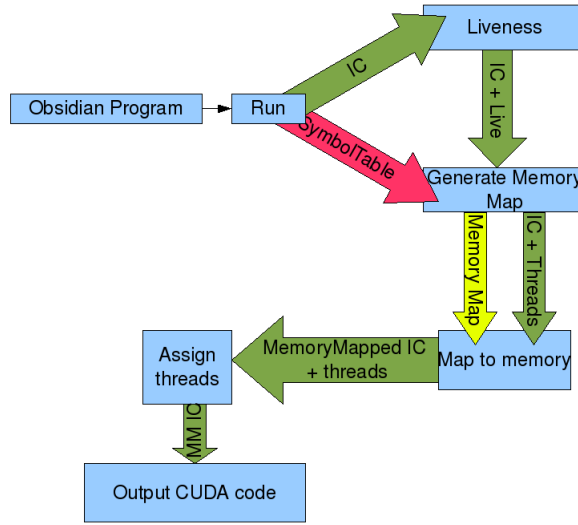 Liveness
IC
Obsidian Program
Run
IC + Live
SymbolTable
Generate Memory
Map
Memory Map
IC + Threads
MemoryMapped IC
+ threads
Map to memory
Assign
threads
MM IC
Output CUDA code